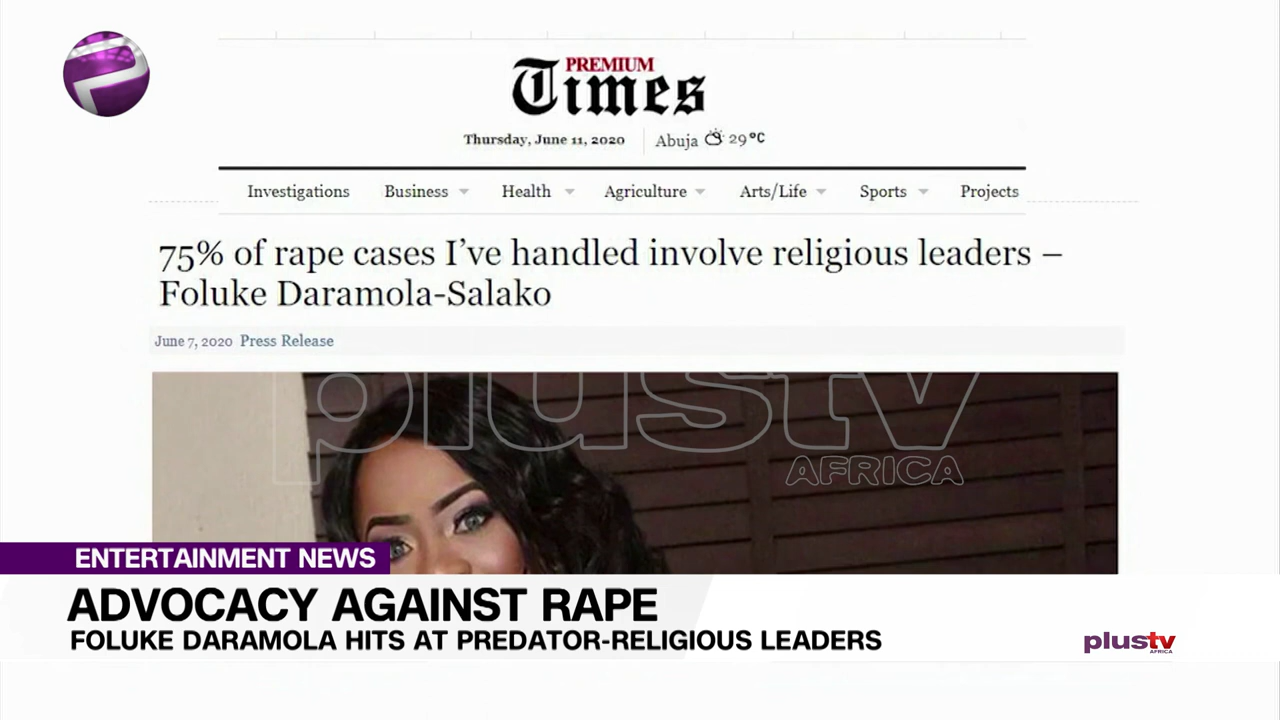 PREMIUM
Times
Thursday, June 11, 2020 Abuja 29°C
Investigations Business Health Agriculture Arts/Life Sports Projects
75% of rape cases I've handled involve religious leaders –
Foluke Daramola-Salako
June 7, 2020 Press Release
plustv
AFRICA
ENTERTAINMENT NEWS
ADVOCACY AGAINST RAPE
FOLUKE DARAMOLA HITS AT PREDATOR-RELIGIOUS LEADERS
plustv
AFRICA